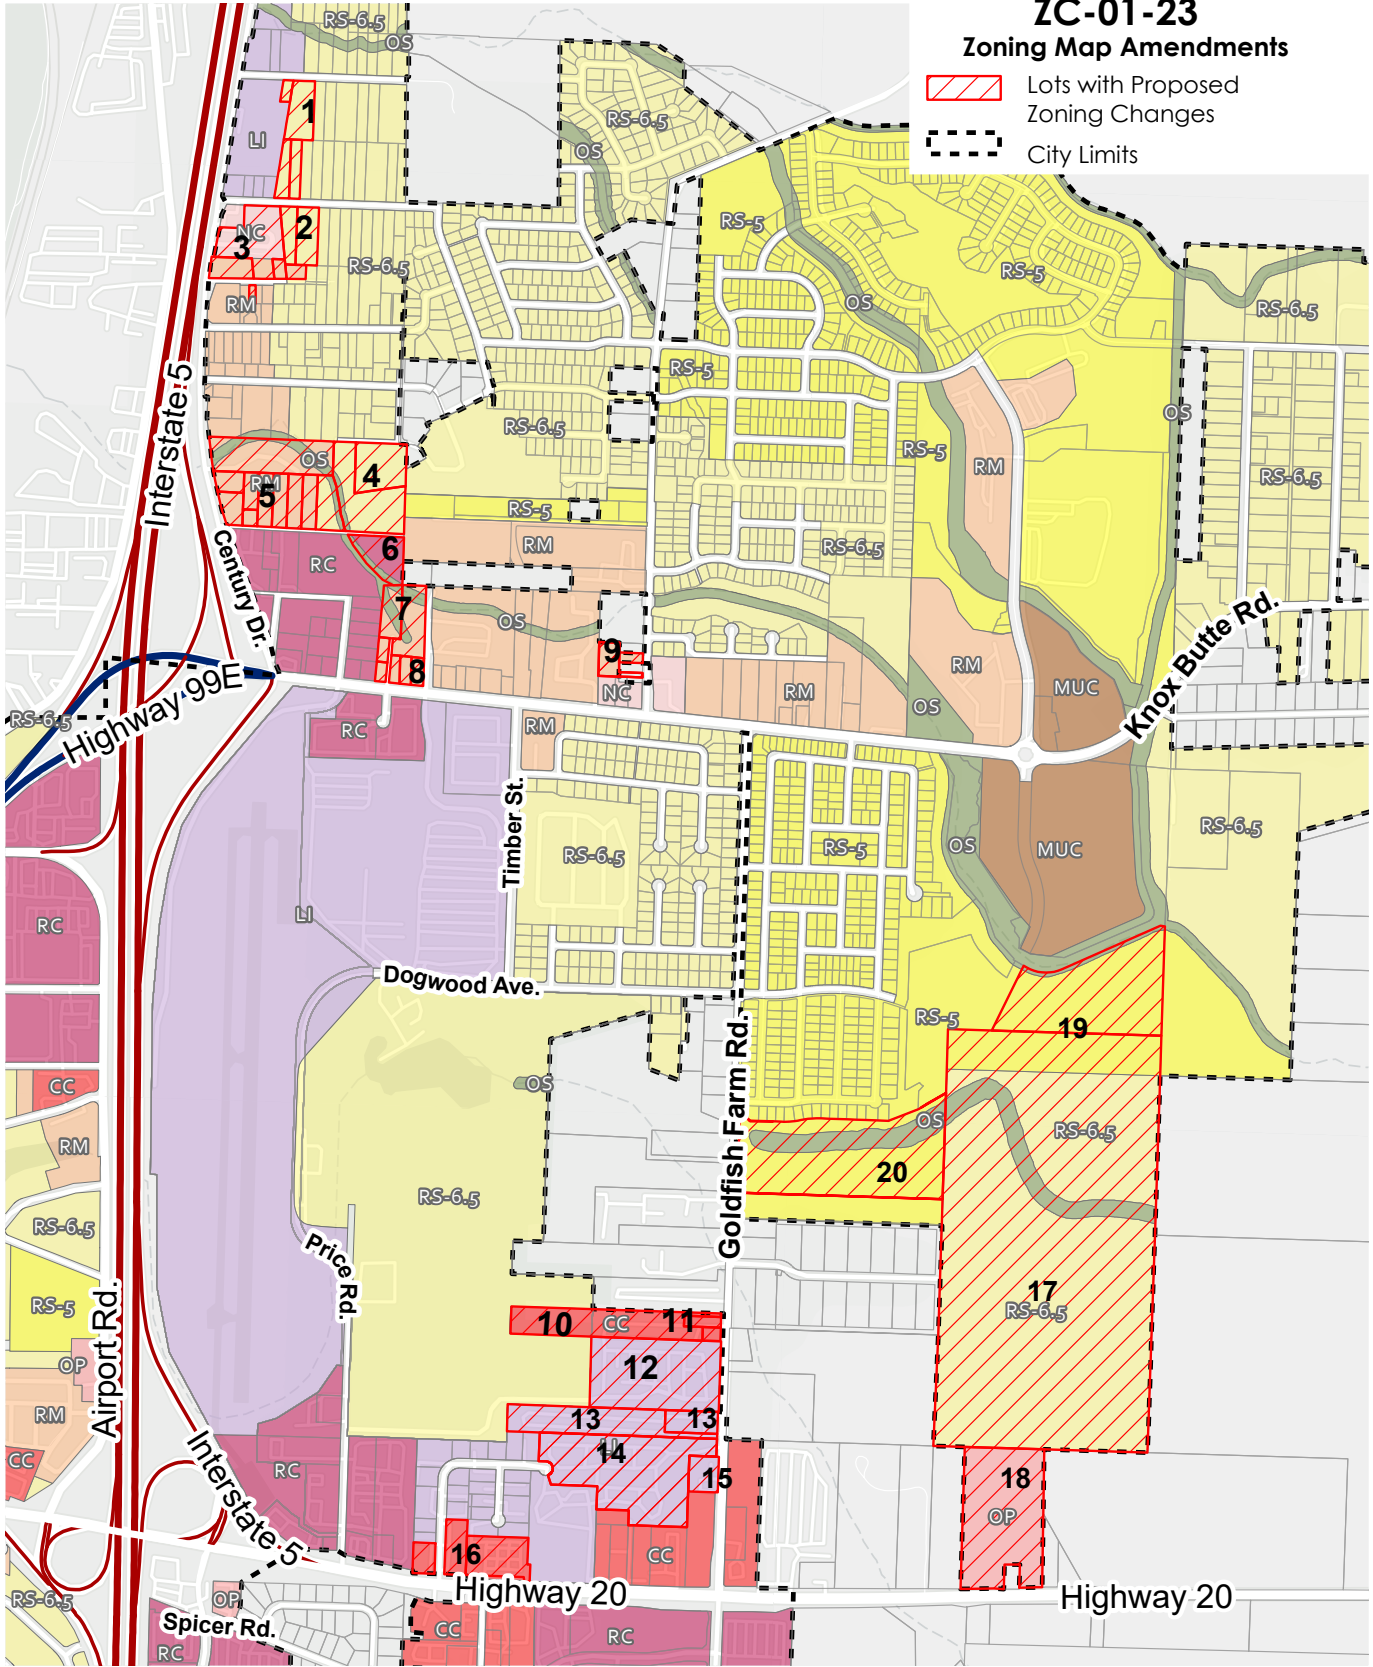 ZC-01-23
Zoning Map Amendments
Lots with Proposed
Zoning Changes
City Limits
RS-6.5
OS
1
LI
RS-6.5
OS
2
NC
3
RS-6.5
RM
RS-5
RS-5
OS
RS-6.5
Interstate 5
RS-5
OS
RS-6.5
RS-5
RM
RS-6.5
OS
4
RM
5
RS-5
Century Dr.
RM
RS-6.5
6
RC
7
OS
Knox Butte Rd.
9
8
NC
RM
RM
MUC
OS
Highway 99E
RS-6.5
RC
RM
Timber St.
RS-6.5
RS-5
OS
MUC
RS-6.5
RC
LI
Dogwood Ave.
Goldfish Farm Rd.
RS-5
19
CC
OS
OS
RS-6.5
RM
20
RS-6.5
RS-6.5
Price Rd.
17
RS-6.5
RS-5
Airport Rd.
10
CC
11
OP
12
RM
13
13
LI
14
CC
RC
15
18
OP
Interstate 5
16
CC
Highway 20
Highway 20
RS-6.5
OP
Spicer Rd.
CC
RC
RC